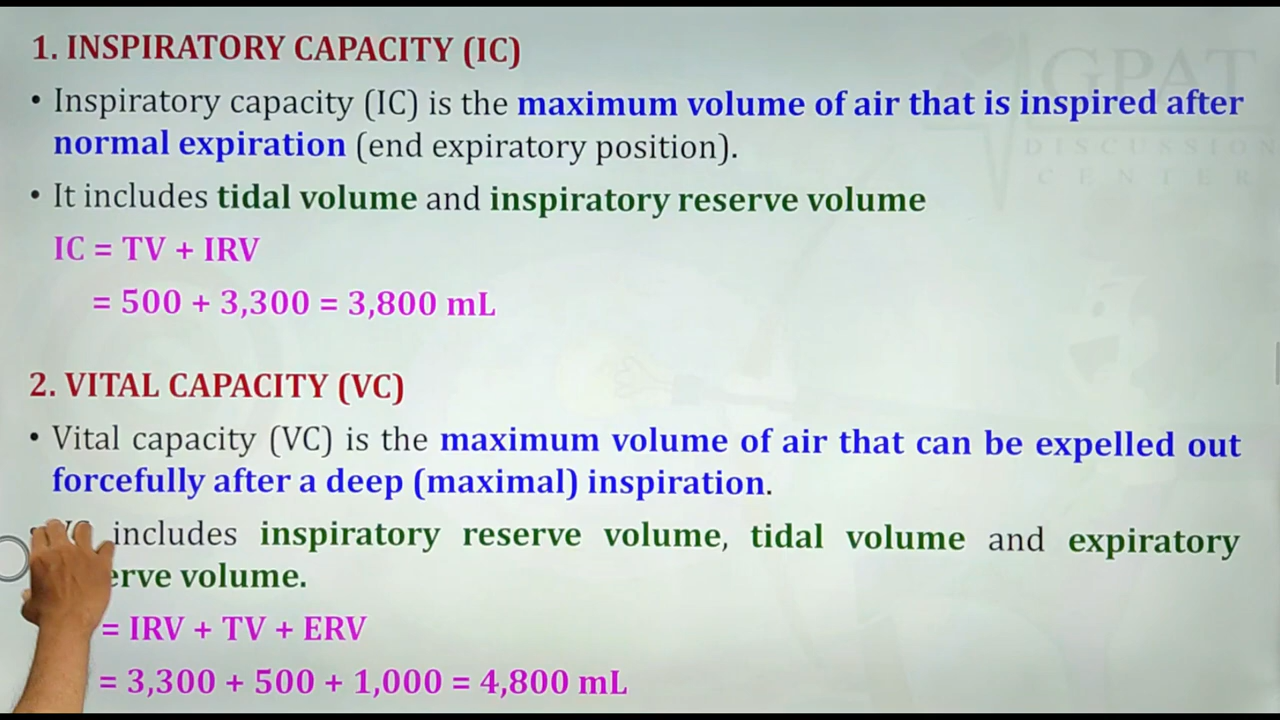 1. INSPIRATORY CAPACITY (IC)
GPAT
DISCUSSION
CENTER
• Inspiratory capacity (IC) is the maximum volume of air that is inspired after
normal expiration (end expiratory position).
• It includes tidal volume and inspiratory reserve volume
IC = TV + IRV
= 500 + 3,300 = 3,800 mL
2. VITAL CAPACITY (VC)
• Vital capacity (VC) is the maximum volume of air that can be expelled out
forcefully after a deep (maximal) inspiration.
includes inspiratory reserve volume, tidal volume and expiratory
erve volume.
= IRV + TV + ERV
= 3,300 + 500 + 1,000 = 4,800 mL